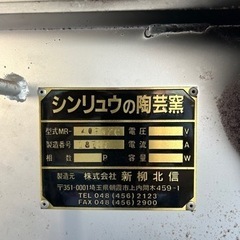 シンリュウの陶芸窯
型式MR- 電圧 V
製造番号 電流 A
相数 P 製造 W
製造元 株式会社 新柳北信
〒351-0001埼玉県朝霞市上内間木459-1
TEL 048(456)2123
FAX 048(456)2900